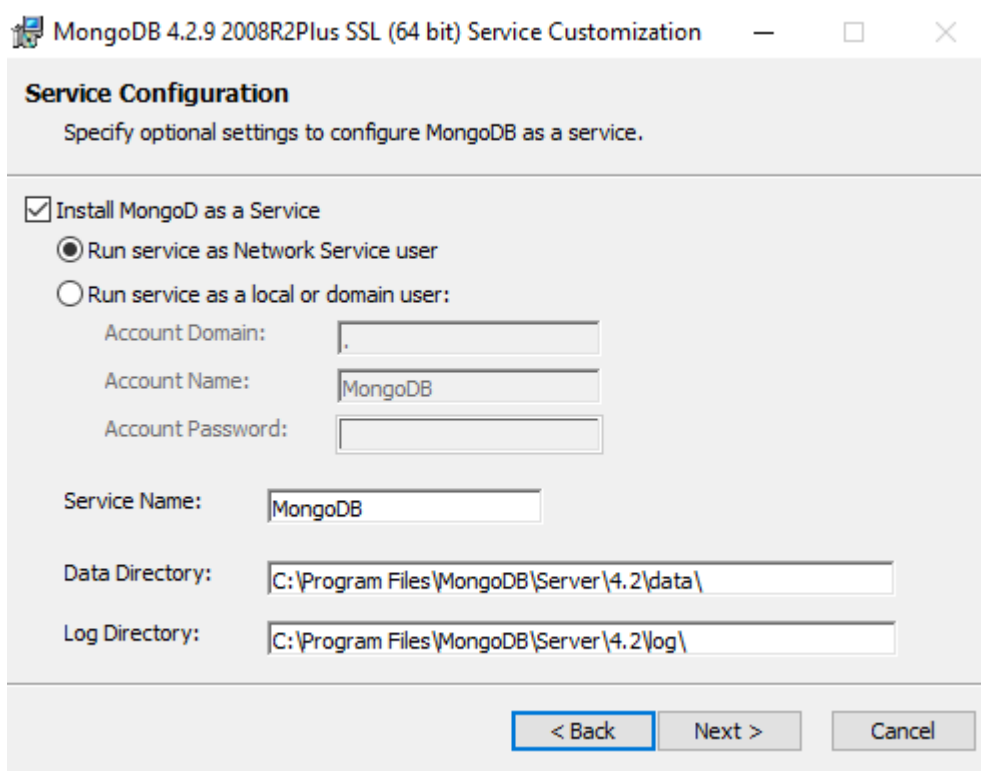 MongoDB 4.2.9 2008R2Plus SSL (64 bit) Service Customization
Service Configuration
Specify optional settings to configure MongoDB as a service.
Install MongoD as a Service
Run service as Network Service user
Run service as a local or domain user:
Account Domain: .
Account Name: MongoDB
Account Password:
Service Name: MongoDB
Data Directory: C:\Program Files\MongoDB\Server\4.2\data\
Log Directory: C:\Program Files\MongoDB\Server\4.2\log\
< Back Next > Cancel